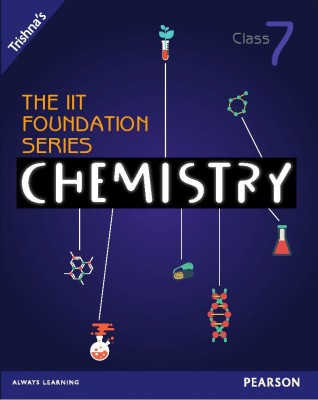 Trishna's
Class 7
THE IIT
FOUNDATION
SERIES
CHEMISTRY
ALWAYS LEARNING
PEARSON